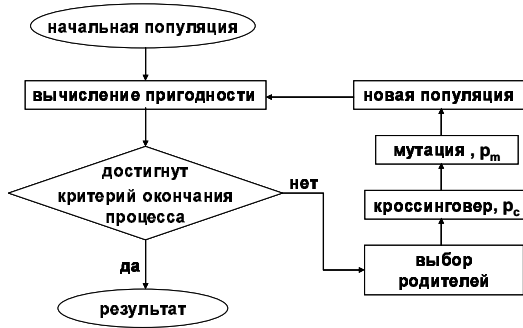 начальная популяция
вычисление пригодности
новая популяция
мутация , pm
достигнут
критерий окончания
процесса
нет
кроссинговер, pc
выбор
родителей
да
результат